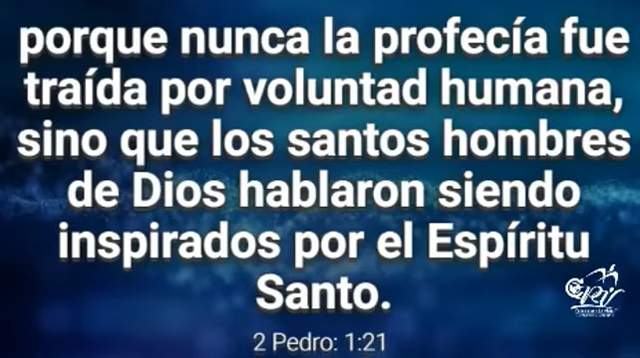 porque nunca la profecía fue
traída por voluntad humana,
sino que los santos hombres
de Dios hablaron siendo
inspirados por el Espíritu
Santo.
2 Pedro: 1:21